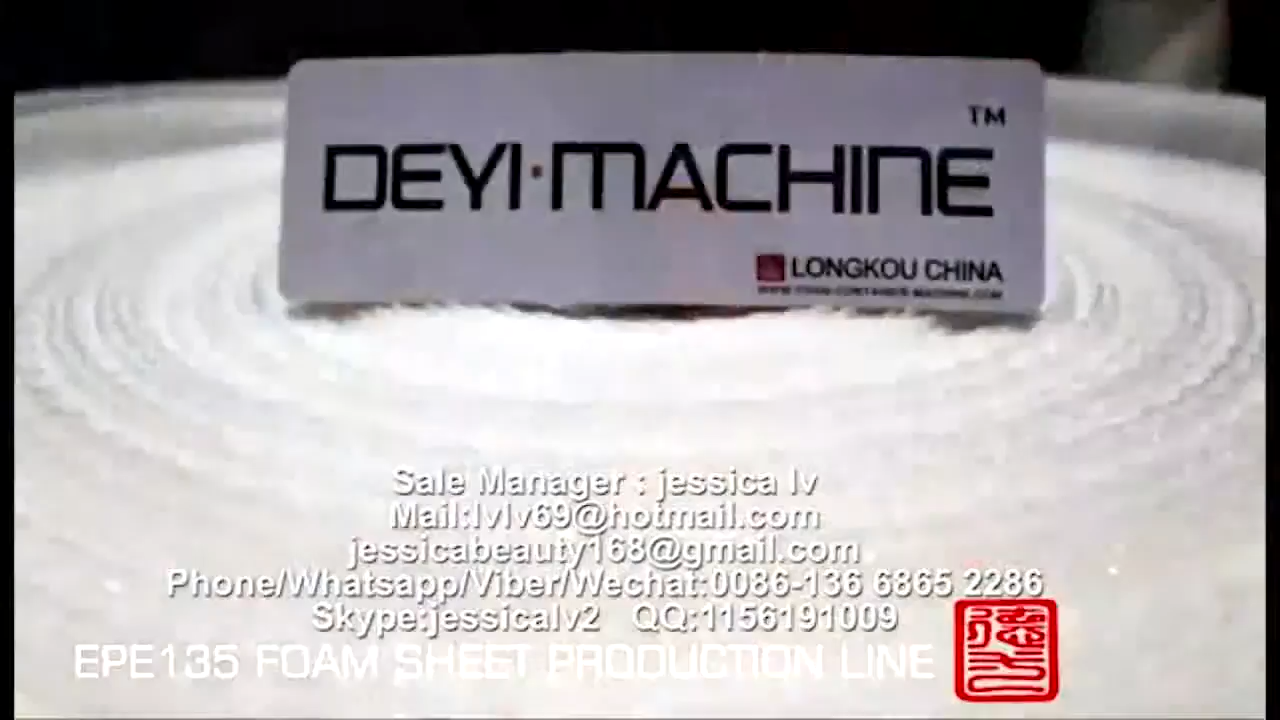 TM
DEYI·MACHINE
LONGKOU CHINA
Sale Manager : jessica lv
Mail:lvlv69@hotmail.com
jessicabeauty168@gmail.com
Phone/Whatsapp/Viber/Wechat:0086-136 6865 2286
Skype:jessicalv2 QQ:1156191009
EPE135 FOAM SHEET PRODUCTION LINE